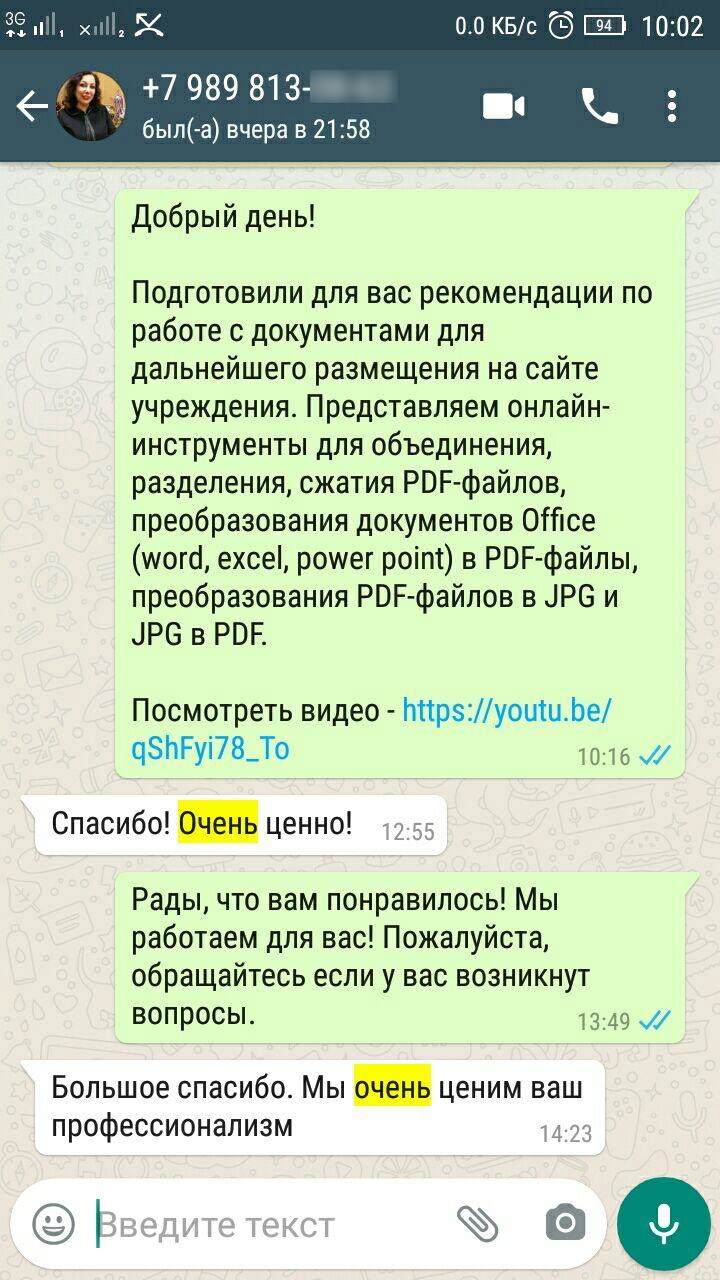 3G 1 x 2 0.0 КБ/с 94 10:02
+7 989 813-
был(-а) вчера в 21:58
Добрый день!
Подготовили для вас рекомендации по
работе с документами для
дальнейшего размещения на сайте
учреждения. Представляем онлайн-
инструменты для объединения,
разделения, сжатия PDF-файлов,
преобразования документов Office
(word, excel, power point) в PDF-файлы,
преобразования PDF-файлов в JPG и
JPG в PDF.
Посмотреть видео - https://youtu.be/
qShFyi78_To 10:16
Спасибо! Очень ценно! 12:55
Рады, что вам понравилось! Мы
работаем для вас! Пожалуйста,
обращайтесь если у вас возникнут
вопросы. 13:49
Большое спасибо. Мы очень ценим ваш
профессионализм 14:23
Введите текст